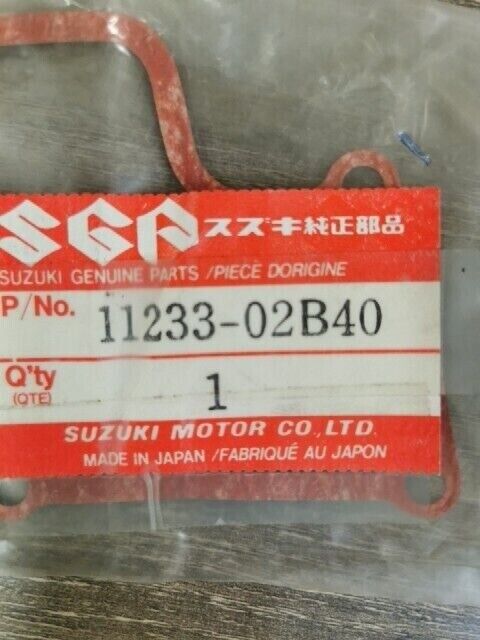 SGP スズキ純正部品
SUZUKI GENUINE PARTS /PIÈCE DORIGINE
P/No. 11233-02B40
Q'ty 1
(QTE)
SUZUKI MOTOR CO.,LTD.
MADE IN JAPAN /FABRIQUÉ AU JAPON